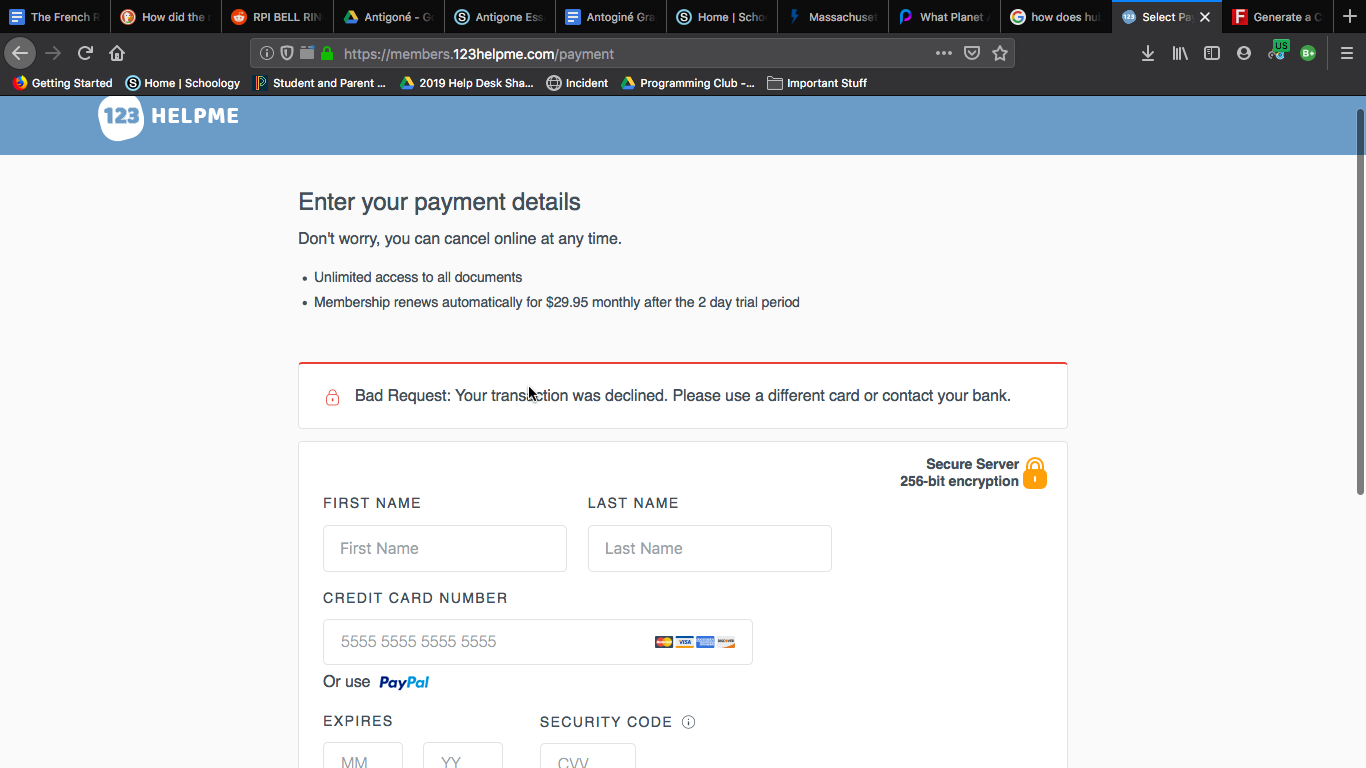 The French R
How did the r
RPI BELL RIN
Antigoné - G
Antigone Ess
Antoginé Gra
Home | Scho
Massachuset
What Planet
how does hu
Select Pay
Generate a C
https://members.123helpme.com/payment
US
B+
Getting Started
Home | Schoology
Student and Parent ...
2019 Help Desk Sha...
Incident
Programming Club -...
Important Stuff
123 HELPME
Enter your payment details
Don't worry, you can cancel online at any time.
• Unlimited access to all documents
• Membership renews automatically for $29.95 monthly after the 2 day trial period
Bad Request: Your transaction was declined. Please use a different card or contact your bank.
Secure Server
256-bit encryption
FIRST NAME LAST NAME
First Name Last Name
CREDIT CARD NUMBER
5555 5555 5555 5555 VISA
Or use PayPal
EXPIRES SECURITY CODE
MM YY CVV